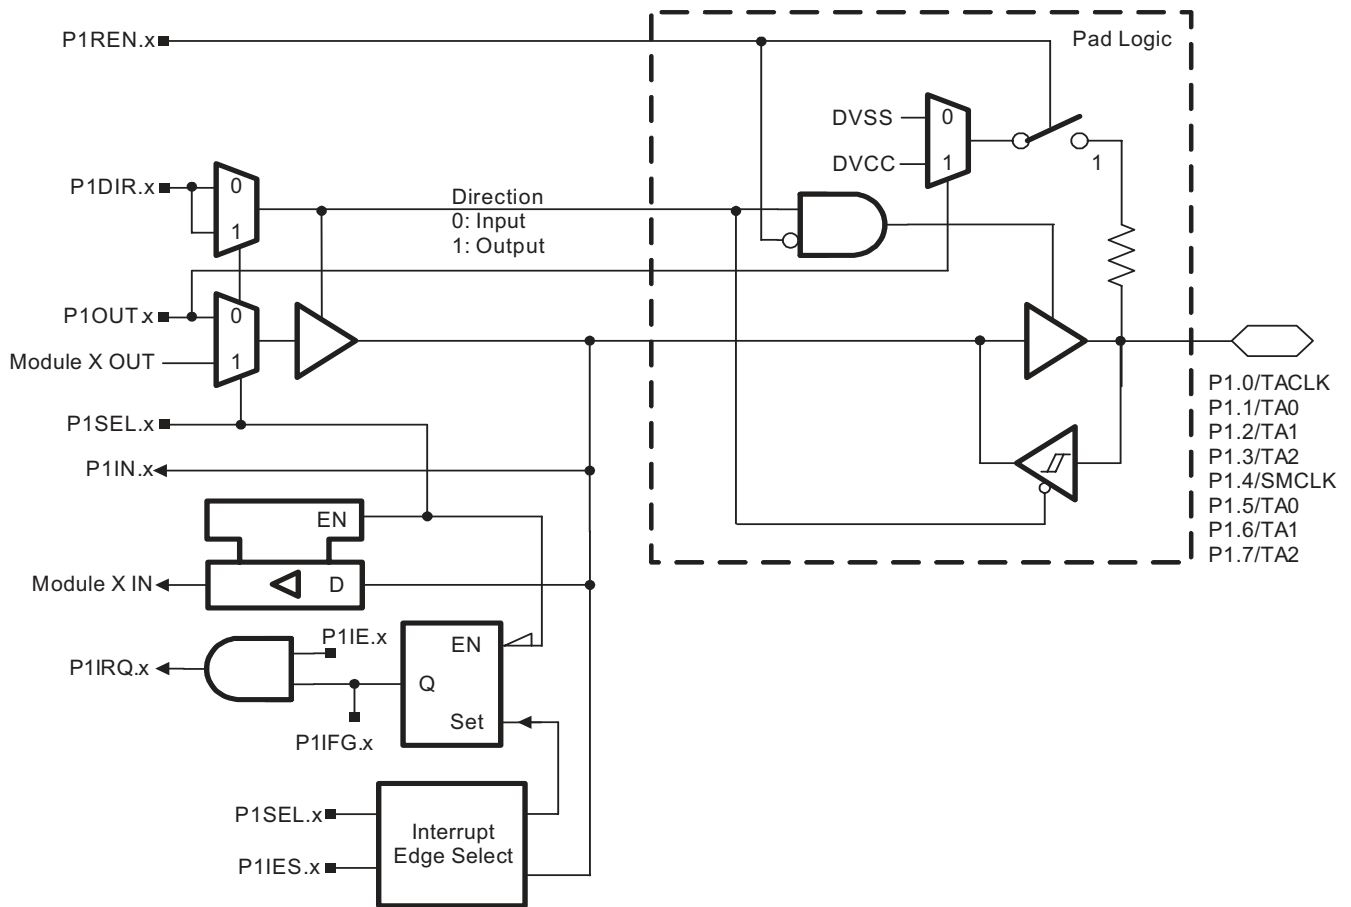 P1REN.x
Pad Logic
DVSS
0
DVCC
1
1
P1DIR.x
0
1
Direction
0: Input
1: Output
P1OUT.x
0
Module X OUT
1
P1SEL.x
P1IN.x
EN
Module X IN
D
P1.0/TACLK
P1.1/TA0
P1.2/TA1
P1.3/TA2
P1.4/SMCLK
P1.5/TA0
P1.6/TA1
P1.7/TA2
P1IE.x
EN
P1IRQ.x
Q
Set
P1IFG.x
P1SEL.x
P1IES.x
Interrupt
Edge Select